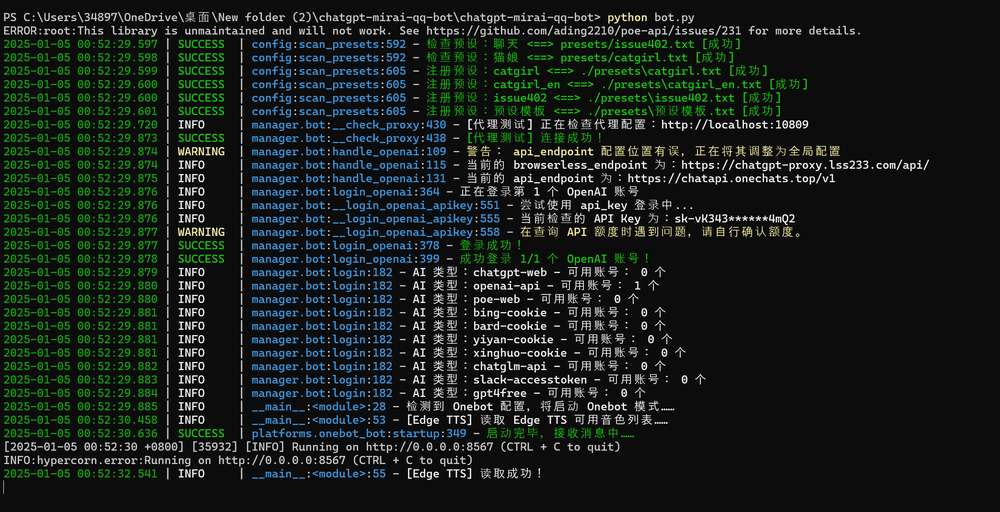 PS C:\Users\34897\OneDrive\桌面\New folder (2)\chatgpt-mirai-qq-bot\chatgpt-mirai-qq-bot> python bot.py
ERROR:root:This library is unmaintained and will not work. See https://github.com/ading2210/poe-api/issues/231 for more details.
2025-01-05 00:52:29.597 | SUCCESS  | config:scan_presets:592 - 检查预设：聊天 <==> presets/issue402.txt [成功]
2025-01-05 00:52:29.598 | SUCCESS  | config:scan_presets:592 - 检查预设：猫娘 <==> presets/catgirl.txt [成功]
2025-01-05 00:52:29.599 | SUCCESS  | config:scan_presets:605 - 注册预设：catgirl <==> ./presets\catgirl.txt [成功]
2025-01-05 00:52:29.600 | SUCCESS  | config:scan_presets:605 - 注册预设：catgirl_en <==> ./presets\catgirl_en.txt [成功]
2025-01-05 00:52:29.600 | SUCCESS  | config:scan_presets:605 - 注册预设：issue402 <==> ./presets\issue402.txt [成功]
2025-01-05 00:52:29.601 | SUCCESS  | config:scan_presets:605 - 注册预设：预设模板 <==> ./presets\预设模板.txt [成功]
2025-01-05 00:52:29.720 | INFO     | manager.bot:__check_proxy:430 - [代理测试] 正在检查代理配置：http://localhost:10809
2025-01-05 00:52:29.873 | SUCCESS  | manager.bot:__check_proxy:438 - [代理测试] 连接成功！
2025-01-05 00:52:29.874 | WARNING  | manager.bot:handle_openai:109 - 警告： api_endpoint 配置位置有误，正在将其调整为全局配置
2025-01-05 00:52:29.874 | INFO     | manager.bot:handle_openai:115 - 当前的 browserless_endpoint 为：https://chatgpt-proxy.lss233.com/api/
2025-01-05 00:52:29.875 | INFO     | manager.bot:handle_openai:131 - 当前的 api_endpoint 为：https://chatapi.onechats.top/v1
2025-01-05 00:52:29.876 | INFO     | manager.bot:login_openai:364 - 正在登录第 1 个 OpenAI 账号
2025-01-05 00:52:29.876 | INFO     | manager.bot:__login_openai_apikey:551 - 尝试使用 api_key 登录中...
2025-01-05 00:52:29.876 | INFO     | manager.bot:__login_openai_apikey:555 - 当前检查的 API Key 为：sk-vK343******4mQ2
2025-01-05 00:52:29.877 | WARNING  | manager.bot:__login_openai_apikey:558 - 在查询 API 额度时遇到问题，请自行确认额度。
2025-01-05 00:52:29.877 | SUCCESS  | manager.bot:login_openai:378 - 登录成功！
2025-01-05 00:52:29.878 | SUCCESS  | manager.bot:login_openai:399 - 成功登录 1/1 个 OpenAI 账号！
2025-01-05 00:52:29.879 | INFO     | manager.bot:login:182 - AI 类型：chatgpt-web - 可用账号： 0 个
2025-01-05 00:52:29.880 | INFO     | manager.bot:login:182 - AI 类型：openai-api - 可用账号： 1 个
2025-01-05 00:52:29.880 | INFO     | manager.bot:login:182 - AI 类型：poe-web - 可用账号： 0 个
2025-01-05 00:52:29.881 | INFO     | manager.bot:login:182 - AI 类型：bing-cookie - 可用账号： 0 个
2025-01-05 00:52:29.881 | INFO     | manager.bot:login:182 - AI 类型：bard-cookie - 可用账号： 0 个
2025-01-05 00:52:29.881 | INFO     | manager.bot:login:182 - AI 类型：yiyan-cookie - 可用账号： 0 个
2025-01-05 00:52:29.881 | INFO     | manager.bot:login:182 - AI 类型：xinghuo-cookie - 可用账号： 0 个
2025-01-05 00:52:29.882 | INFO     | manager.bot:login:182 - AI 类型：chatglm-api - 可用账号： 0 个
2025-01-05 00:52:29.883 | INFO     | manager.bot:login:182 - AI 类型：slack-accesstoken - 可用账号： 0 个
2025-01-05 00:52:29.884 | INFO     | manager.bot:login:182 - AI 类型：gpt4free - 可用账号： 0 个
2025-01-05 00:52:29.885 | INFO     | __main__:<module>:28 - 检测到 Onebot 配置，将启动 Onebot 模式……
2025-01-05 00:52:30.458 | INFO     | __main__:<module>:53 - [Edge TTS] 读取 Edge TTS 可用音色列表……
2025-01-05 00:52:30.636 | SUCCESS  | platforms.onebot_bot:startup:349 - 启动完毕，接收消息中……
[2025-01-05 00:52:30 +0800] [35932] [INFO] Running on http://0.0.0.0:8567 (CTRL + C to quit)
INFO:hypercorn.error:Running on http://0.0.0.0:8567 (CTRL + C to quit)
2025-01-05 00:52:32.541 | INFO     | __main__:<module>:55 - [Edge TTS] 读取成功！